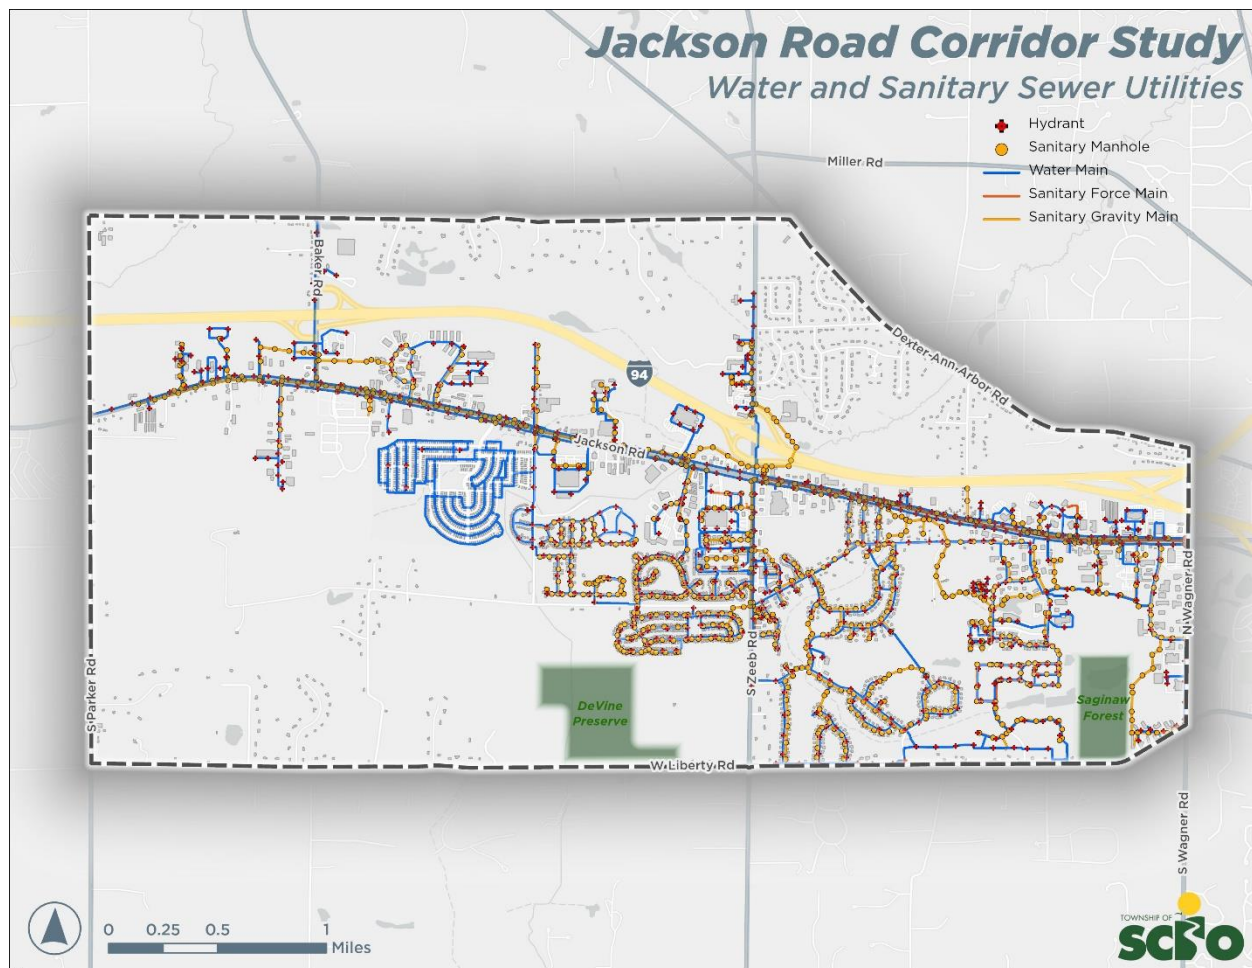 Jackson Road Corridor Study
Water and Sanitary Sewer Utilities
Hydrant
Sanitary Manhole
Water Main
Sanitary Force Main
Sanitary Gravity Main
Miller Rd
Baker Rd
Dexter-Ann Arbor Rd
94
Jackson Rd
N Wagner Rd
S Parker Rd
S Zeeb Rd
DeVine
Preserve
Saginaw
Forest
W Liberty Rd
S Wagner Rd
0 0.25 0.5 1
Miles
TOWNSHIP OF
SCIO